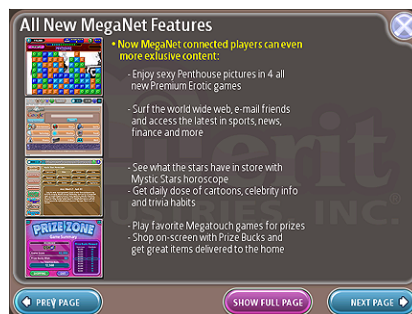 All New MegaNet Features
• Now MegaNet connected players can even
more exlusive content:
- Enjoy sexy Penthouse pictures in 4 all
new Premium Erotic games
- Surf the world wide web, e-mail friends
and access the latest in sports, news,
finance and more
- See what the stars have in store with
Mystic Stars horoscope
- Get daily dose of cartoons, celebrity info
and trivia habits
- Play favorite Megatouch games for prizes
- Shop on-screen with Prize Bucks and
get great items delivered to the home
PRIZE ZONE
Merit
INDUSTRIES, INC.®
PREV PAGE
SHOW FULL PAGE
NEXT PAGE